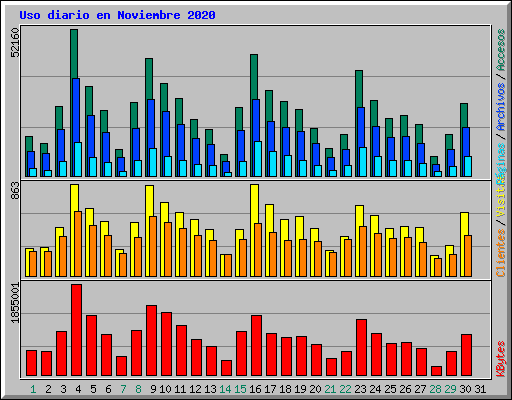 Uso diario en Noviembre 2020
52160
863
1855001
Accesos / Archivos / Páginas
Visitas / Clientes
KBytes
1 2 3 4 5 6 7 8 9 10 11 12 13 14 15 16 17 18 19 20 21 22 23 24 25 26 27 28 29 30 31